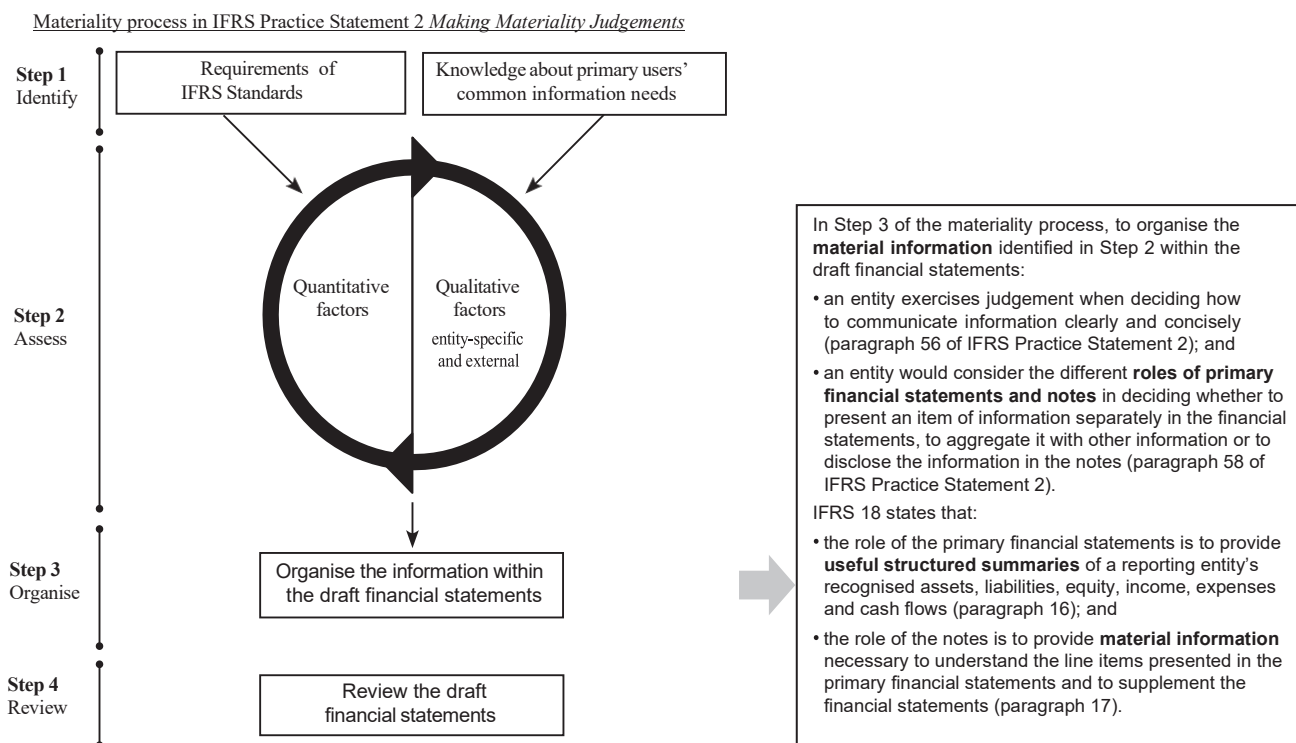 Materiality process in IFRS Practice Statement 2 Making Materiality Judgements
Step 1
Identify
Requirements of
IFRS Standards
Knowledge about primary users’
common information needs
Step 2
Assess
Quantitative
factors
Qualitative
factors
entity-specific
and external
Step 3
Organise
Organise the information within
the draft financial statements
Step 4
Review
Review the draft
financial statements
In Step 3 of the materiality process, to organise the
material information identified in Step 2 within the
draft financial statements:
• an entity exercises judgement when deciding how
to communicate information clearly and concisely
(paragraph 56 of IFRS Practice Statement 2); and
• an entity would consider the different roles of primary
financial statements and notes in deciding whether to
present an item of information separately in the financial
statements, to aggregate it with other information or to
disclose the information in the notes (paragraph 58 of
IFRS Practice Statement 2).
IFRS 18 states that:
• the role of the primary financial statements is to provide
useful structured summaries of a reporting entity’s
recognised assets, liabilities, equity, income, expenses
and cash flows (paragraph 16); and
• the role of the notes is to provide material information
necessary to understand the line items presented in the
primary financial statements and to supplement the
financial statements (paragraph 17).